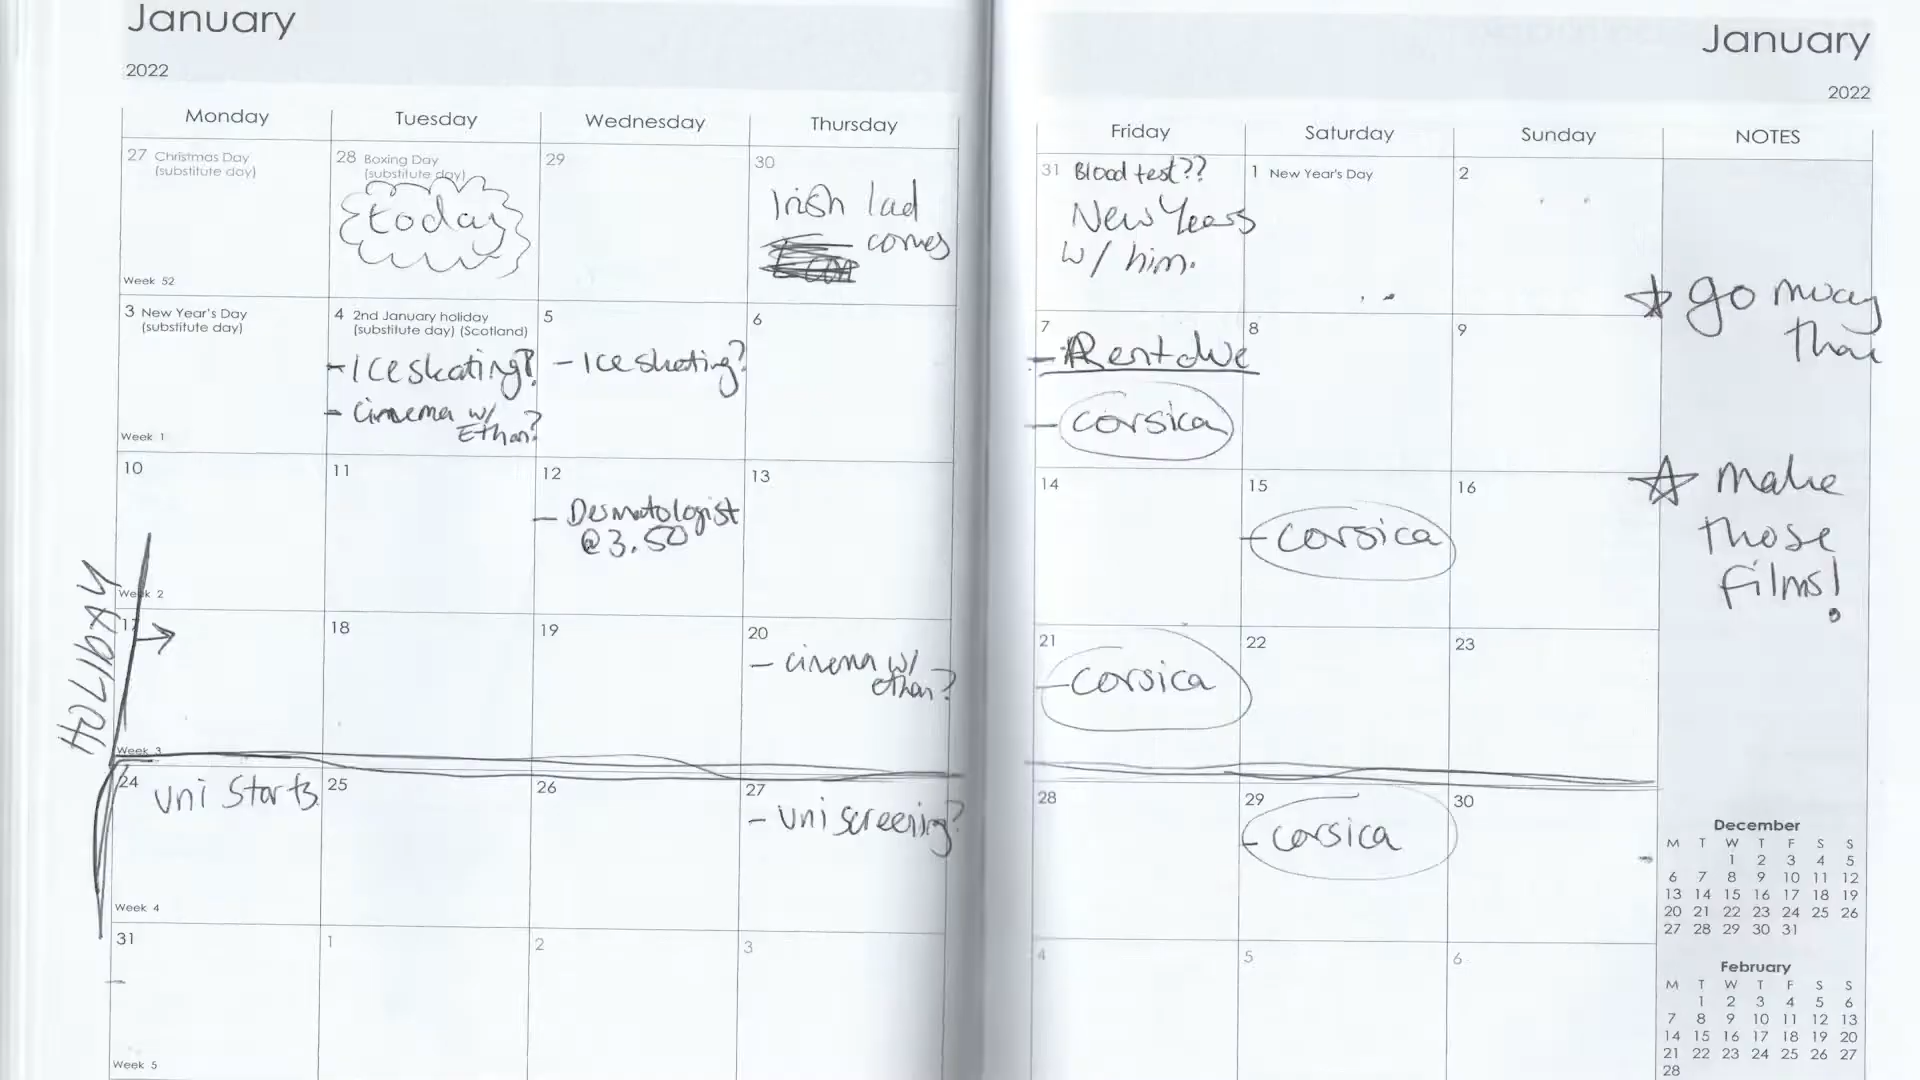 January
2022
January
2022
Monday Tuesday Wednesday Thursday Friday Saturday Sunday NOTES
27 Christmas Day
(substitute day)
Week 52
28 Boxing Day
(substitute day)
today
29
30
Irish lad
comes
31 Blood test??
New Years
w/ him.
1 New Year's Day
2
3 New Year's Day
(substitute day)
Week 1
4 2nd January holiday
(substitute day) (Scotland)
- Ice skating?
- cinema w/
Ethan?
5
- Ice skating?
6
7
- Rent due
- corsica
8
9
10
Week 2
11
12
- Dermatologist
@ 3.50
13
14
15
- corsica
16
HOLIDAY
17
Week 3
18
19
20
- cinema w/
ethan?
21
- corsica
22
23
24 uni starts
Week 4
25
26
27
- uni screening?
28
29
- corsica
30
31
Week 5
1
2
3
4
5
6
go muay
thai
make
those
films!
December
M T W T F S S
1 2 3 4 5
6 7 8 9 10 11 12
13 14 15 16 17 18 19
20 21 22 23 24 25 26
27 28 29 30 31
February
M T W T F S S
1 2 3 4 5 6
7 8 9 10 11 12 13
14 15 16 17 18 19 20
21 22 23 24 25 26 27
28